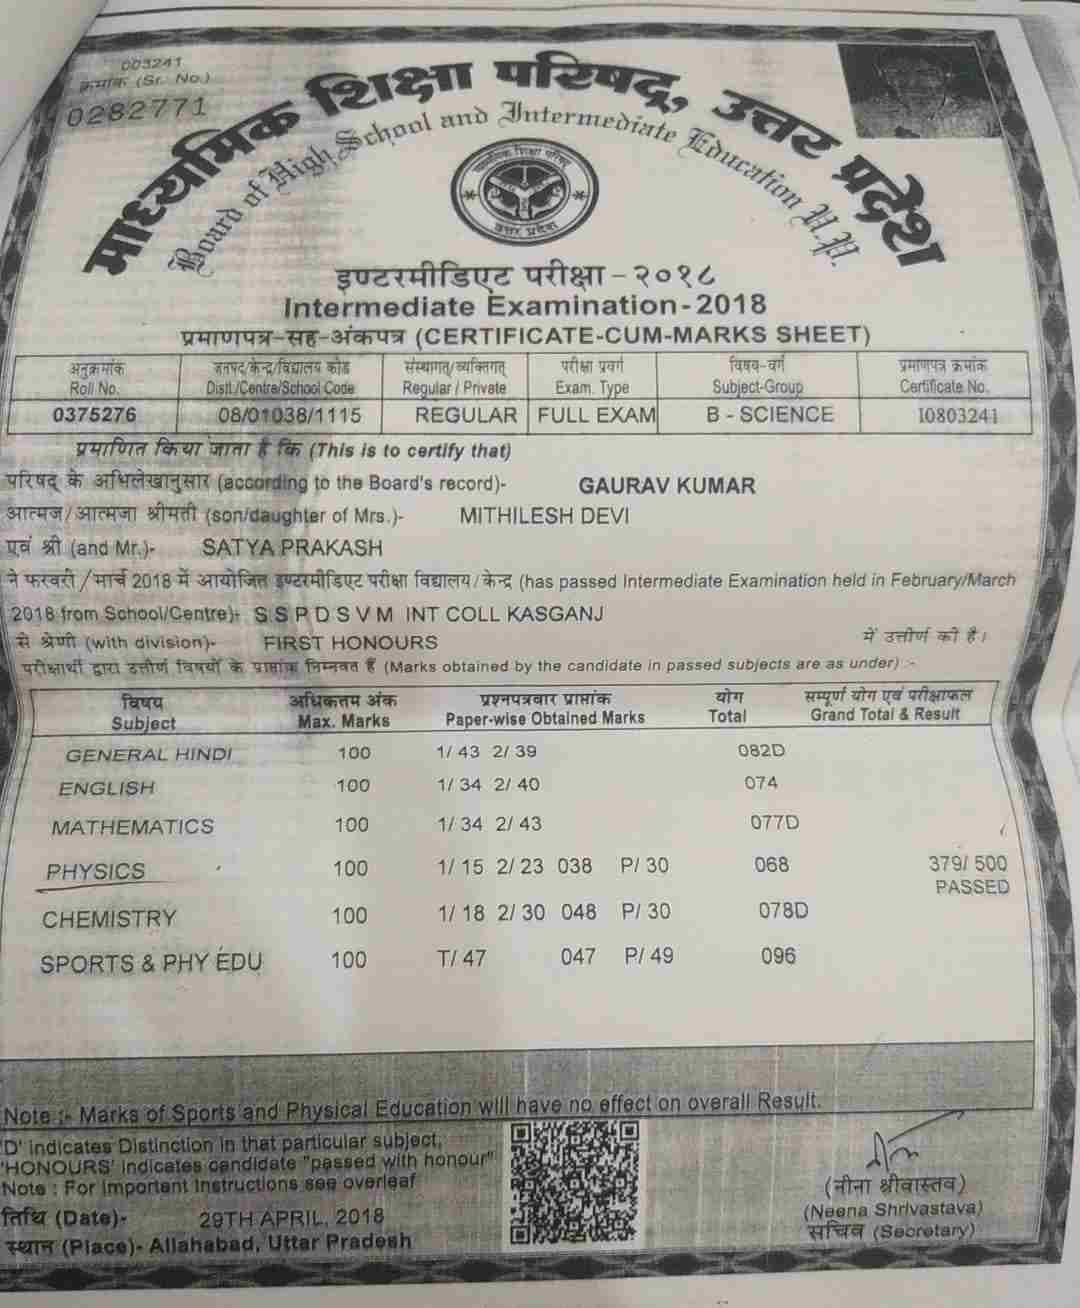 003241
क्रमांक (Sr. No.)
0282771
माध्यमिक शिक्षा परिषद्, उत्तर प्रदेश
Board of High School and Intermediate Education U.P.
माध्यमिक शिक्षा परिषद्
उत्तर प्रदेश
इण्टरमीडिएट परीक्षा - २०१८
Intermediate Examination - 2018
प्रमाणपत्र-सह-अंकपत्र (CERTIFICATE-CUM-MARKS SHEET)
अनुक्रमांक जनपद/केन्द्र/विद्यालय कोड संस्थागत/व्यक्तिगत परीक्षा प्रवर्ग विषय-वर्ग प्रमाणपत्र क्रमांक
Roll No. Distt./Centre/School Code Regular / Private Exam. Type Subject-Group Certificate No.
0375276 08/01038/1115 REGULAR FULL EXAM B - SCIENCE 10803241
प्रमाणित किया जाता है कि (This is to certify that)
परिषद् के अभिलेखानुसार (according to the Board's record)- GAURAV KUMAR
आत्मज/आत्मजा श्रीमती (son/daughter of Mrs.)- MITHILESH DEVI
एवं श्री (and Mr.)- SATYA PRAKASH
ने फरवरी/मार्च 2018 में आयोजित इण्टरमीडिएट परीक्षा विद्यालय/केन्द्र (has passed Intermediate Examination held in February/March
2018 from School/Centre)- S S P D S V M INT COLL KASGANJ
से श्रेणी (with division)- FIRST HONOURS में उत्तीर्ण की है।
परीक्षार्थी द्वारा उत्तीर्ण विषयों के प्राप्तांक निम्नवत हैं (Marks obtained by the candidate in passed subjects are as under) :-
विषय अधिकतम अंक प्रश्नपत्रवार प्राप्तांक योग सम्पूर्ण योग एवं परीक्षाफल
Subject Max. Marks Paper-wise Obtained Marks Total Grand Total & Result
GENERAL HINDI 100 1/ 43 2/ 39 082D
ENGLISH 100 1/ 34 2/ 40 074
MATHEMATICS 100 1/ 34 2/ 43 077D
PHYSICS 100 1/ 15 2/ 23 038 P/ 30 068 379/ 500
PASSED
CHEMISTRY 100 1/ 18 2/ 30 048 P/ 30 078D
SPORTS & PHY EDU 100 T/ 47 047 P/ 49 096
Note :- Marks of Sports and Physical Education will have no effect on overall Result.
'D' indicates Distinction in that particular subject,
'HONOURS' indicates candidate "passed with honour"
Note : For Important Instructions see overleaf
तिथि (Date)- 29TH APRIL, 2018
स्थान (Place)- Allahabad, Uttar Pradesh
(नीना श्रीवास्तव)
(Neena Shrivastava)
सचिव (Secretary)